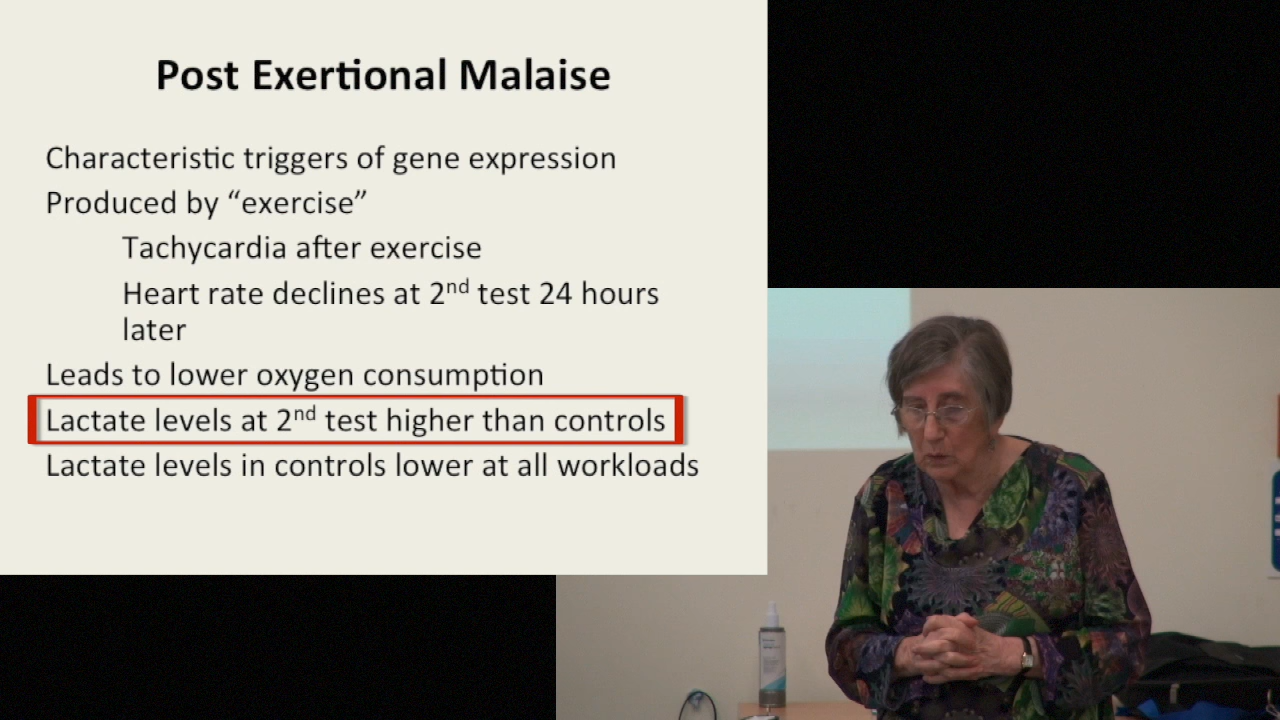 Post Exertional Malaise
Characteristic triggers of gene expression
Produced by “exercise”
Tachycardia after exercise
Heart rate declines at 2nd test 24 hours
later
Leads to lower oxygen consumption
Lactate levels at 2nd test higher than controls
Lactate levels in controls lower at all workloads